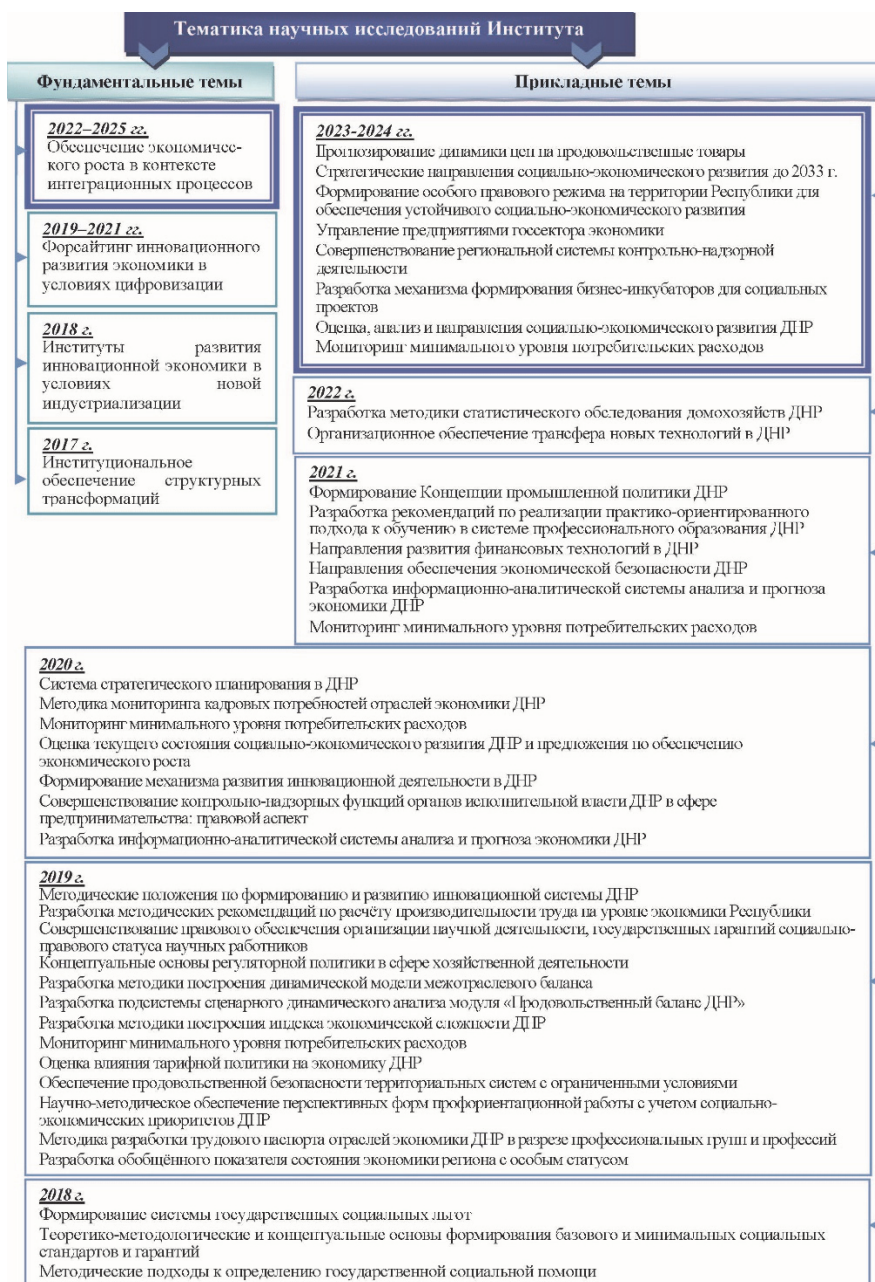 Тематика научных исследований Института
Фундаментальные темы
2022–2025 гг.
Обеспечение экономичес-
кого роста в контексте
интеграционных процессов
2019–2021 гг.
Форсайтинг инновационного
развития экономики в
условиях цифровизации
2018 г.
Институты развития
инновационной экономики в
условиях новой
индустриализации
2017 г.
Институциональное
обеспечение структурных
трансформаций
Прикладные темы
2023-2024 гг.
Прогнозирование динамики цен на продовольственные товары
Стратегические направления социально-экономического развития до 2033 г.
Формирование особого правового режима на территории Республики для
обеспечения устойчивого социально-экономического развития
Управление предприятиями госсектора экономики
Совершенствование региональной системы контрольно-надзорной
деятельности
Разработка механизма формирования бизнес-инкубаторов для социальных
проектов
Оценка, анализ и направления социально-экономического развития ДНР
Мониторинг минимального уровня потребительских расходов
2022 г.
Разработка методики статистического обследования домохозяйств ДНР
Организационное обеспечение трансфера новых технологий в ДНР
2021 г.
Формирование Концепции промышленной политики ДНР
Разработка рекомендаций по реализации практико-ориентированного
подхода к обучению в системе профессионального образования ДНР
Направления развития финансовых технологий в ДНР
Направления обеспечения экономической безопасности ДНР
Разработка информационно-аналитической системы анализа и прогноза
экономики ДНР
Мониторинг минимального уровня потребительских расходов
2020 г.
Система стратегического планирования в ДНР
Методика мониторинга кадровых потребностей отраслей экономики ДНР
Мониторинг минимального уровня потребительских расходов
Оценка текущего состояния социально-экономического развития ДНР и предложения по обеспечению
экономического роста
Формирование механизма развития инновационной деятельности в ДНР
Совершенствование контрольно-надзорных функций органов исполнительной власти ДНР в сфере
предпринимательства: правовой аспект
Разработка информационно-аналитической системы анализа и прогноза экономики ДНР
2019 г.
Методические положения по формированию и развитию инновационной системы ДНР
Разработка методических рекомендаций по расчёту производительности труда на уровне экономики Республики
Совершенствование правового обеспечения организации научной деятельности, государственных гарантий социально-
правового статуса научных работников
Концептуальные основы регуляторной политики в сфере хозяйственной деятельности
Разработка методики построения динамической модели межотраслевого баланса
Разработка подсистемы сценарного динамического анализа модуля «Продовольственный баланс ДНР»
Разработка методики построения индекса экономической сложности ДНР
Мониторинг минимального уровня потребительских расходов
Оценка влияния тарифной политики на экономику ДНР
Обеспечение продовольственной безопасности территориальных систем с ограниченными условиями
Научно-методическое обеспечение перспективных форм профориентационной работы с учетом социально-
экономических приоритетов ДНР
Методика разработки трудового паспорта отраслей экономики ДНР в разрезе профессиональных групп и профессий
Разработка обобщённого показателя состояния экономики региона с особым статусом
2018 г.
Формирование системы государственных социальных льгот
Теоретико-методологические и концептуальные основы формирования базового и минимальных социальных
стандартов и гарантий
Методические подходы к определению государственной социальной помощи